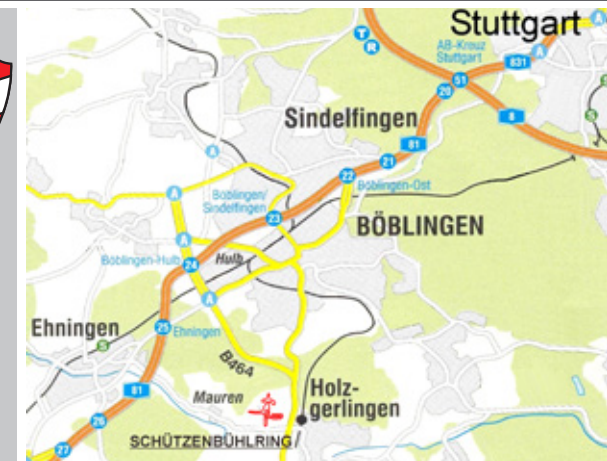 Stuttgart
T
R
AB-Kreuz
Stuttgart
A
A
831
51
20
8
S
Sindelfingen
81
21
22
Böblingen-Ost
A
A
Böblingen/
Sindelfingen
23
BÖBLINGEN
A
Böblingen-Hulb
24
Hulb
A
Ehningen
S
25
Ehningen
B464
81
Mauren
Holz-
gerlingen
26
SCHÜTZENBÜHLRING
27